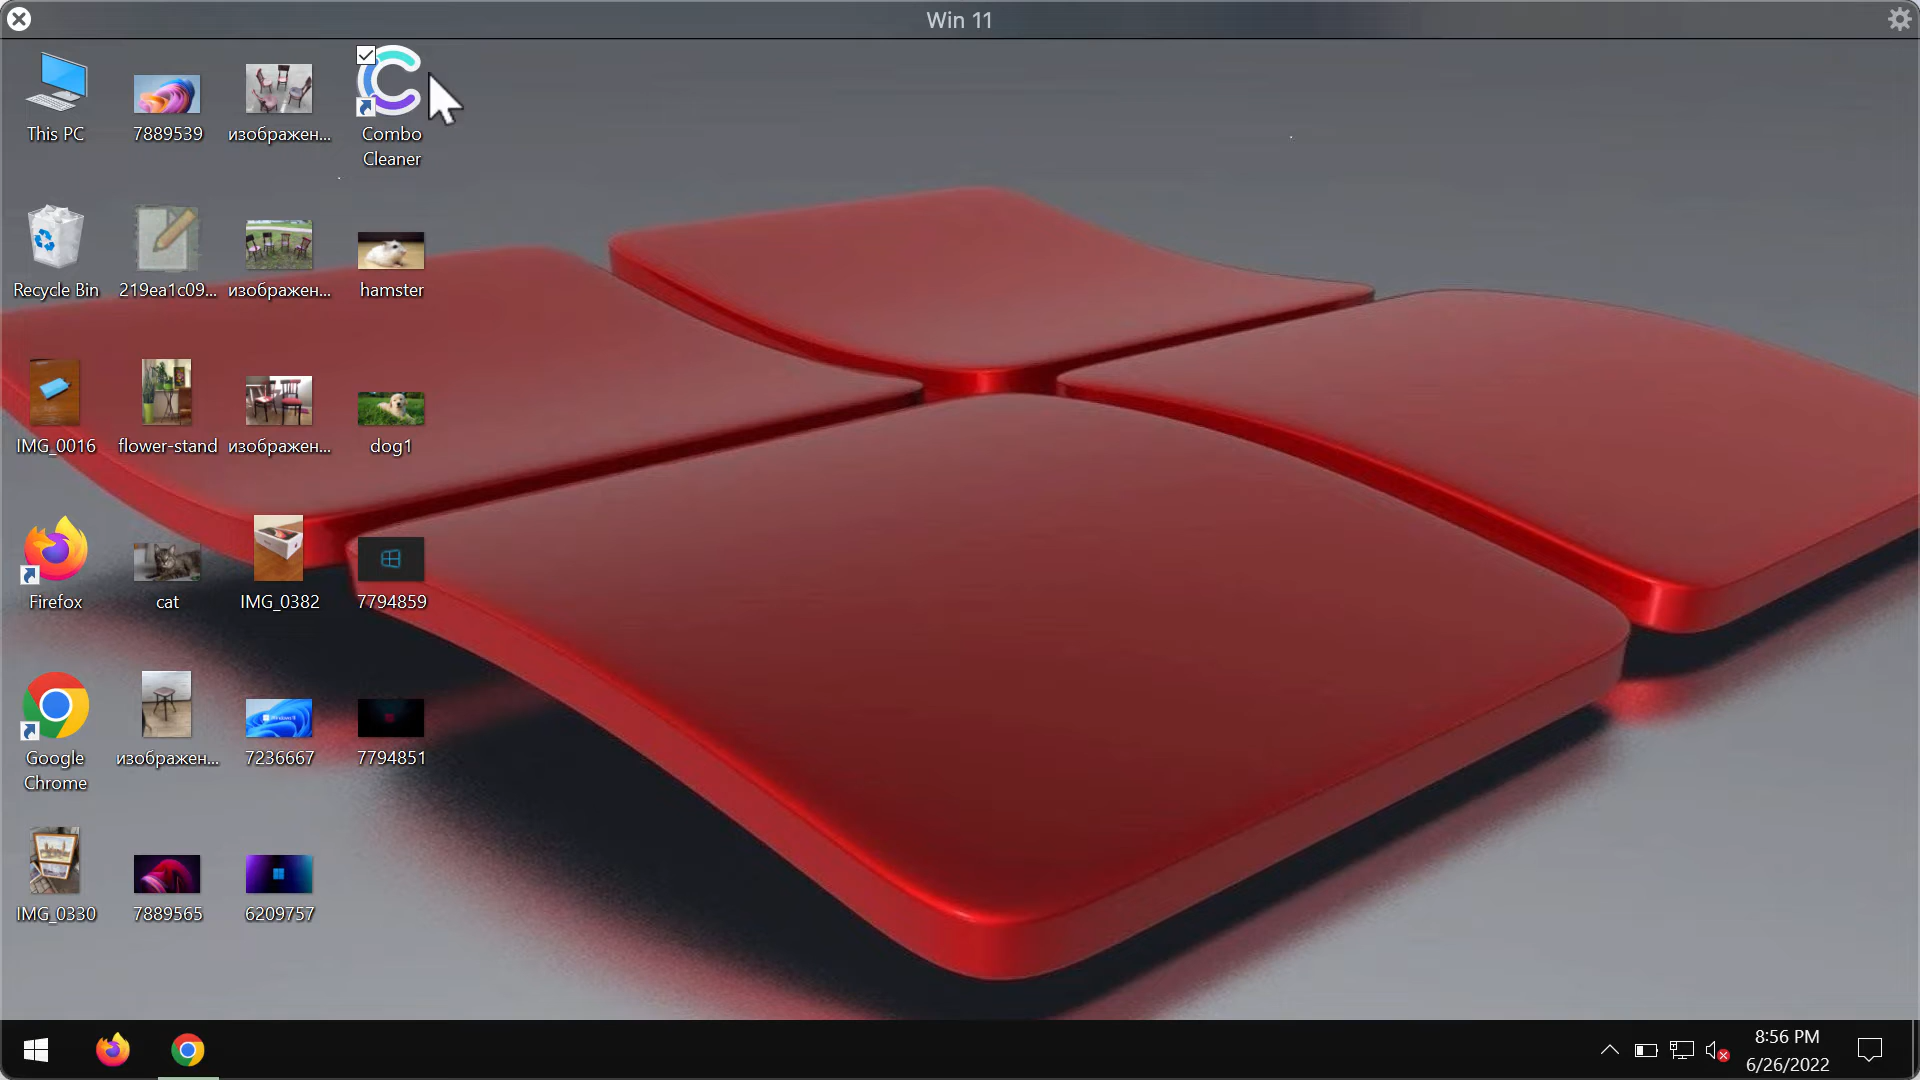 Win 11
This PC
7889539
изображен...
Combo
Cleaner
Recycle Bin
219ea1c09...
изображен...
hamster
IMG_0016
flower-stand
изображен...
dog1
Firefox
cat
IMG_0382
7794859
Google
Chrome
изображен...
7236667
7794851
IMG_0330
7889565
6209757
8:56 PM
6/26/2022